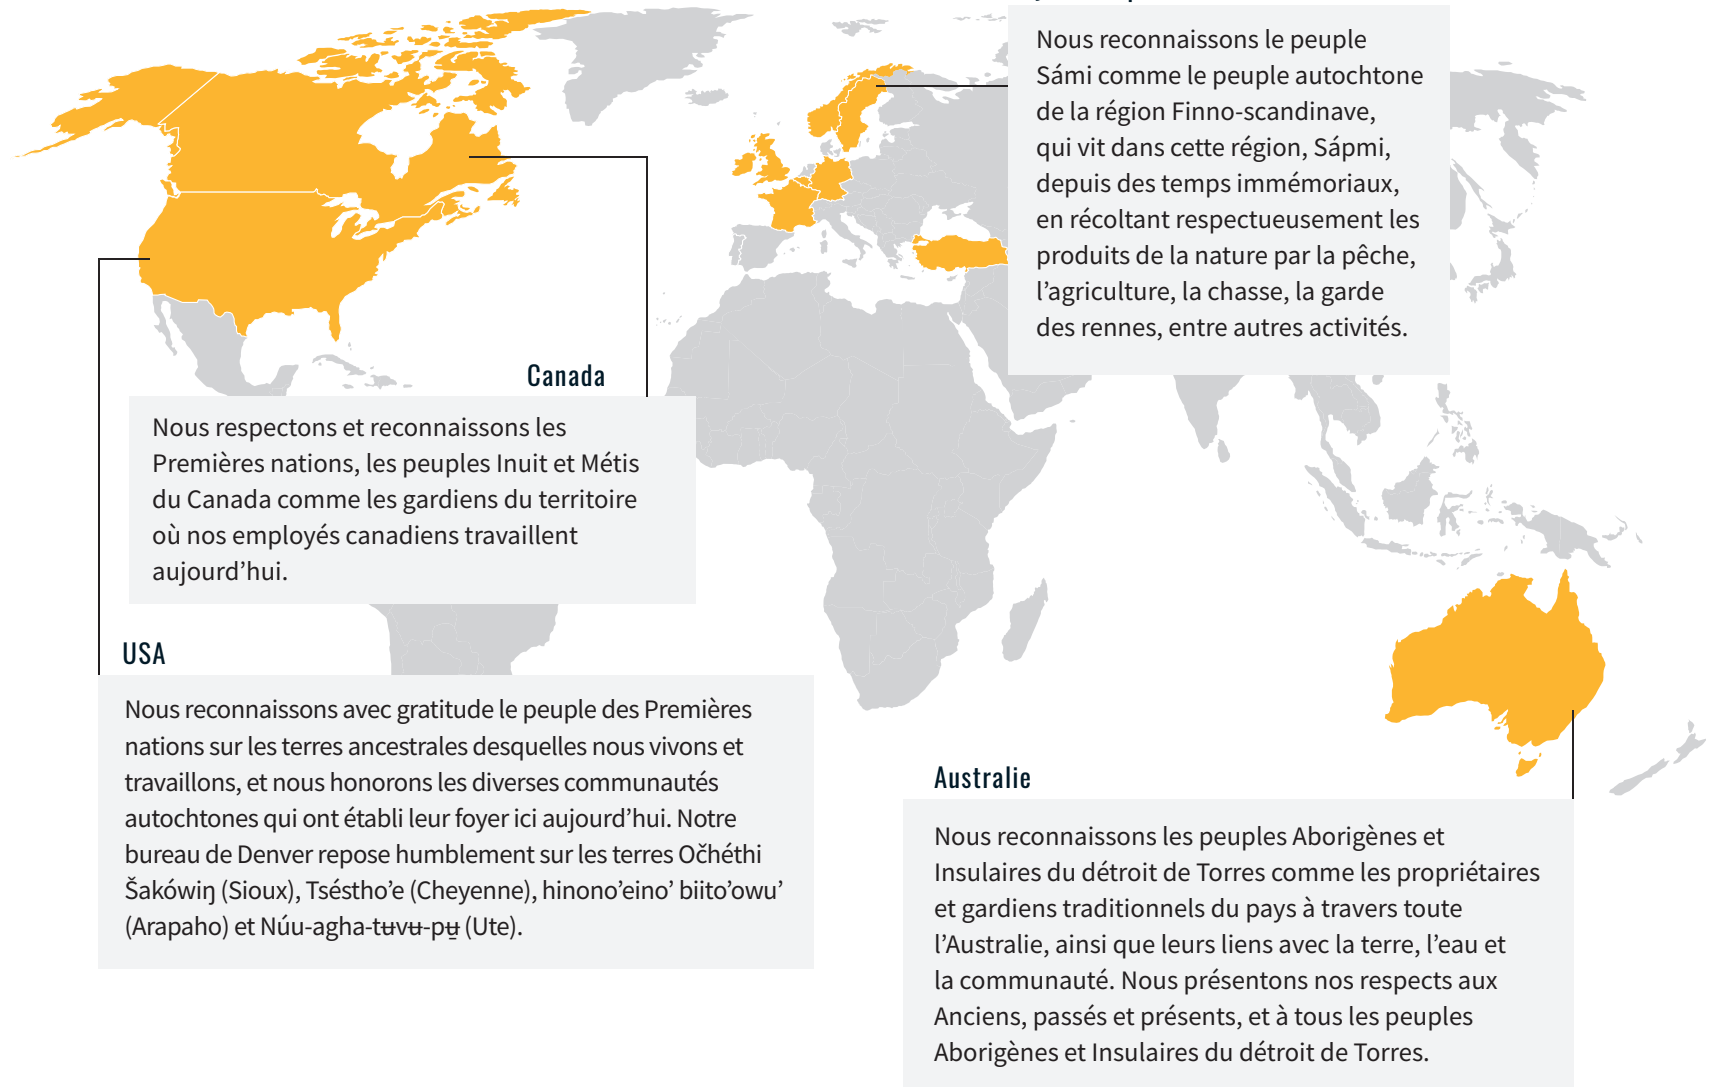 Nous reconnaissons le peuple
Sámi comme le peuple autochtone
de la région Finno-scandinave,
qui vit dans cette région, Sápmi,
depuis des temps immémoriaux,
en récoltant respectueusement les
produits de la nature par la pêche,
l’agriculture, la chasse, la garde
des rennes, entre autres activités.
Canada
Nous respectons et reconnaissons les
Premières nations, les peuples Inuit et Métis
du Canada comme les gardiens du territoire
où nos employés canadiens travaillent
aujourd’hui.
USA
Nous reconnaissons avec gratitude le peuple des Premières
nations sur les terres ancestrales desquelles nous vivons et
travaillons, et nous honorons les diverses communautés
autochtones qui ont établi leur foyer ici aujourd’hui. Notre
bureau de Denver repose humblement sur les terres Očhéthi
Šakówiŋ (Sioux), Tséstho’e (Cheyenne), hinono’eino’ biito’owu’
(Arapaho) et Núu-agha-tʉvʉ-pʉ̱ (Ute).
Australie
Nous reconnaissons les peuples Aborigènes et
Insulaires du détroit de Torres comme les propriétaires
et gardiens traditionnels du pays à travers toute
l’Australie, ainsi que leurs liens avec la terre, l’eau et
la communauté. Nous présentons nos respects aux
Anciens, passés et présents, et à tous les peuples
Aborigènes et Insulaires du détroit de Torres.